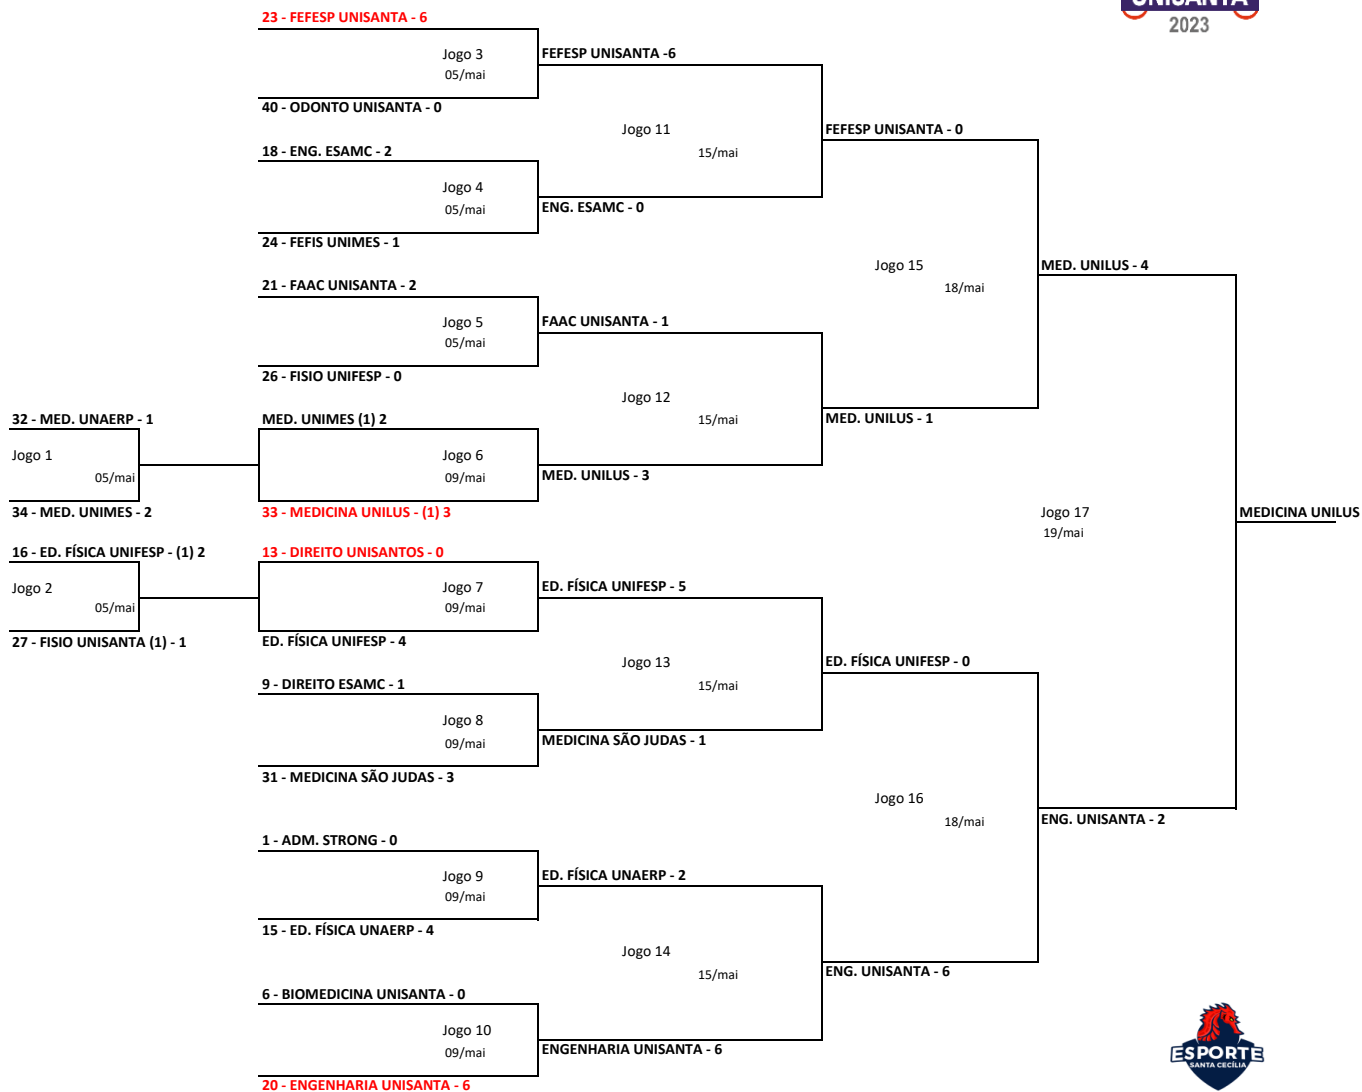 UNISANTA
2023
23 - FEFESP UNISANTA - 6
Jogo 3
05/mai
FEFESP UNISANTA -6
40 - ODONTO UNISANTA - 0
Jogo 11
15/mai
FEFESP UNISANTA - 0
18 - ENG. ESAMC - 2
Jogo 4
05/mai
ENG. ESAMC - 0
24 - FEFIS UNIMES - 1
Jogo 15
18/mai
MED. UNILUS - 4
21 - FAAC UNISANTA - 2
Jogo 5
05/mai
FAAC UNISANTA - 1
26 - FISIO UNIFESP - 0
Jogo 12
15/mai
MED. UNILUS - 1
32 - MED. UNAERP - 1
MED. UNIMES (1) 2
Jogo 1
05/mai
Jogo 6
09/mai
MED. UNILUS - 3
34 - MED. UNIMES - 2
33 - MEDICINA UNILUS - (1) 3
Jogo 17
19/mai
MEDICINA UNILUS
16 - ED. FÍSICA UNIFESP - (1) 2
13 - DIREITO UNISANTOS - 0
Jogo 2
05/mai
Jogo 7
09/mai
ED. FÍSICA UNIFESP - 5
27 - FISIO UNISANTA (1) - 1
ED. FÍSICA UNIFESP - 4
Jogo 13
15/mai
ED. FÍSICA UNIFESP - 0
9 - DIREITO ESAMC - 1
Jogo 8
09/mai
MEDICINA SÃO JUDAS - 1
31 - MEDICINA SÃO JUDAS - 3
Jogo 16
18/mai
ENG. UNISANTA - 2
1 - ADM. STRONG - 0
Jogo 9
09/mai
ED. FÍSICA UNAERP - 2
15 - ED. FÍSICA UNAERP - 4
Jogo 14
15/mai
ENG. UNISANTA - 6
6 - BIOMEDICINA UNISANTA - 0
Jogo 10
09/mai
ENGENHARIA UNISANTA - 6
20 - ENGENHARIA UNISANTA - 6
ESPORTE
SANTA CECÍLIA